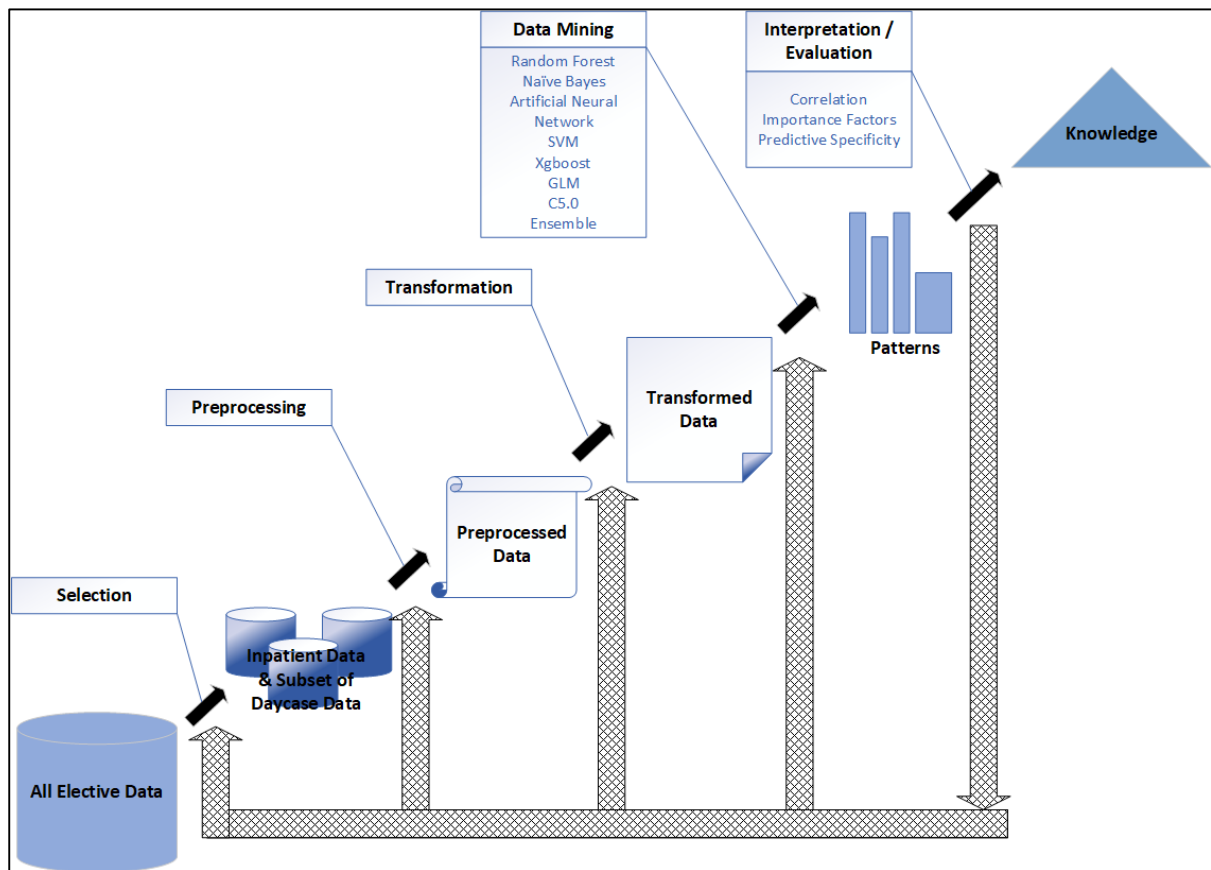 Data Mining
Random Forest
Naïve Bayes
Artificial Neural
Network
SVM
Xgboost
GLM
C5.0
Ensemble
Interpretation /
Evaluation
Correlation
Importance Factors
Predictive Specificity
Knowledge
Transformation
Patterns
Preprocessing
Transformed
Data
Preprocessed
Data
Selection
Inpatient Data
& Subset of
Daycase Data
All Elective Data